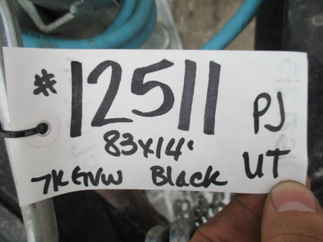 * 12511 PJ
83x14' UT
7K GVW Black